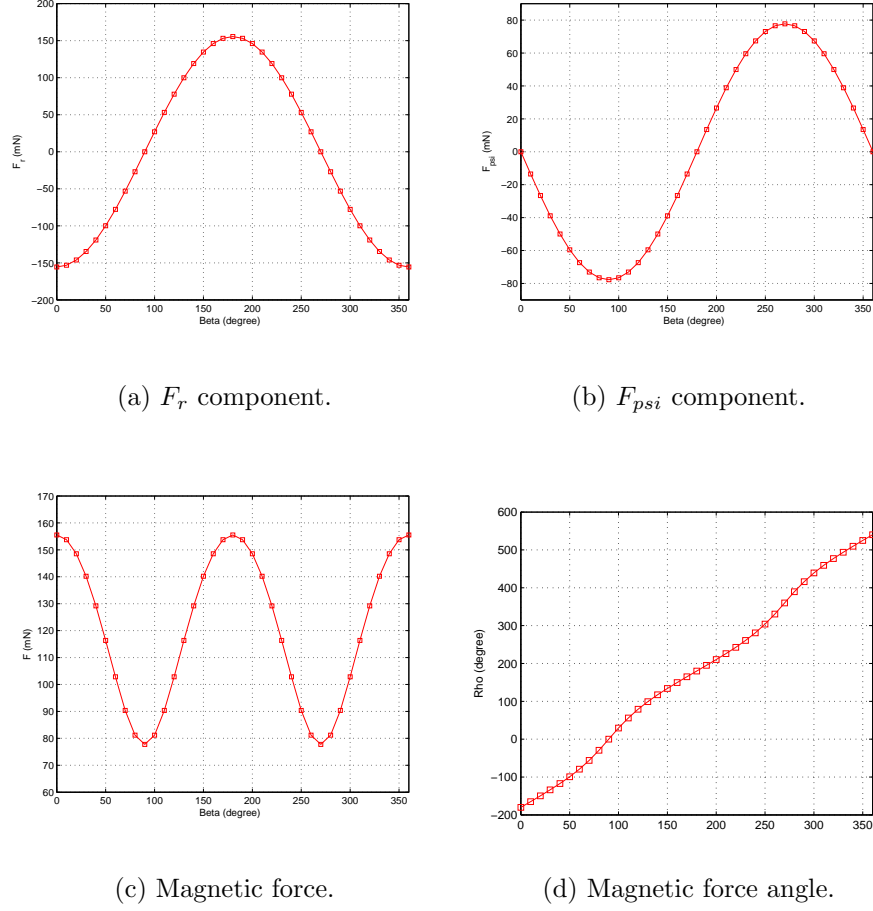 200
150
100
50
0
−50
−100
−150
−200
F_r (mN)
0 50 100 150 200 250 300 350
Beta (degree)
80
60
40
20
0
−20
−40
−60
−80
F_psi (mN)
0 50 100 150 200 250 300 350
Beta (degree)
(a) F_r component.
(b) F_psi component.
170
160
150
140
130
120
110
100
90
80
70
60
F (mN)
0 50 100 150 200 250 300 350
Beta (degree)
600
500
400
300
200
100
0
−100
−200
Rho (degree)
0 50 100 150 200 250 300 350
(c) Magnetic force.
(d) Magnetic force angle.